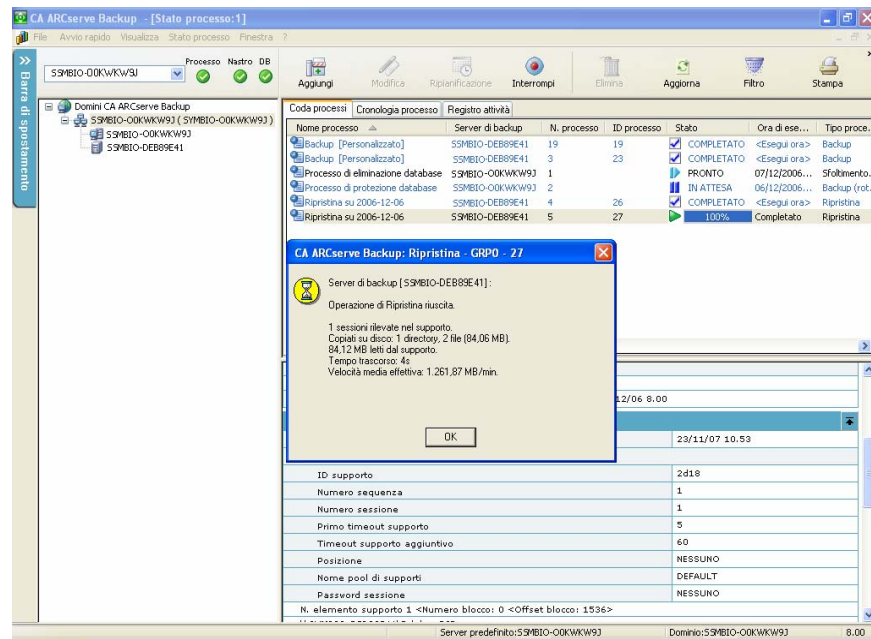 CA ARCserve Backup - [Stato processo:1]
File Avvio rapido Visualizza Stato processo Finestra ?
Barra di spostamento
SSMBIO-O0KWKW9J
Processo Nastro DB
Aggiungi Modifica Ripianificazione Interrompi Elimina Aggiorna Filtro Stampa
Domini CA ARCserve Backup
SSMBIO-O0KWKW9J ( SYMBIO-O0KWKW9J )
SSMBIO-O0KWKW9J
SSMBIO-DEB89E41
Coda processi Cronologia processo Registro attività
Nome processo Server di backup N. processo ID processo Stato Ora di ese... Tipo proce.
Backup [Personalizzato] SSMBIO-DEB89E41 19 19 COMPLETATO <Esegui ora> Backup
Backup [Personalizzato] SSMBIO-DEB89E41 3 23 COMPLETATO <Esegui ora> Backup
Processo di eliminazione database SSMBIO-O0KWKW9J 1 PRONTO 07/12/2006... Sfoltimento.
Processo di protezione database SSMBIO-O0KWKW9J 2 IN ATTESA 06/12/2006... Backup (rot.
Ripristina su 2006-12-06 SSMBIO-DEB89E41 4 26 COMPLETATO <Esegui ora> Ripristina
Ripristina su 2006-12-06 SSMBIO-DEB89E41 5 27 100% Completato Ripristina
CA ARCserve Backup: Ripristina - GRP0 - 27
Server di backup [SSMBIO-DEB89E41] :
Operazione di Ripristina riuscita.
1 sessioni rilevate nel supporto.
Copiati su disco: 1 directory, 2 file (84,06 MB).
84,12 MB letti dal supporto.
Tempo trascorso: 4s
Velocità media effettiva: 1.261,87 MB/min.
OK
12/06 8.00
23/11/07 10.53
ID supporto 2d18
Numero sequenza 1
Numero sessione 1
Primo timeout supporto 5
Timeout supporto aggiuntivo 60
Posizione NESSUNO
Nome pool di supporti DEFAULT
Password sessione NESSUNO
N. elemento supporto 1 <Numero blocco: 0 <Offset blocco: 1536>
Server predefinito:SSMBIO-O0KWKW9J Dominio:SSMBIO-O0KWKW9J 8.00